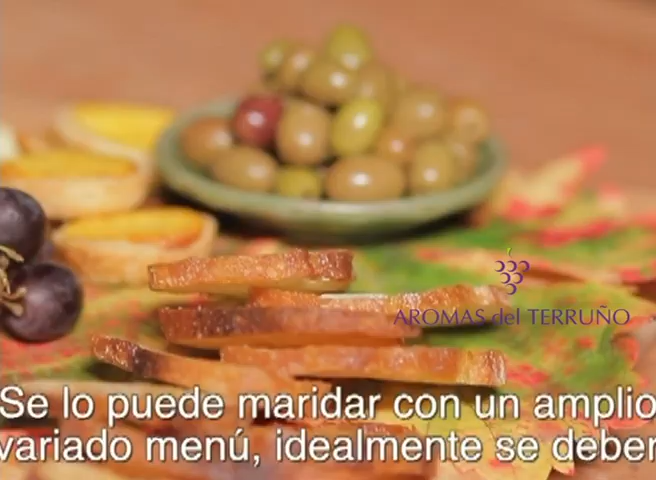 AROMAS del TERRUÑO
Se lo puede maridar con un amplio
variado menú, idealmente se deber